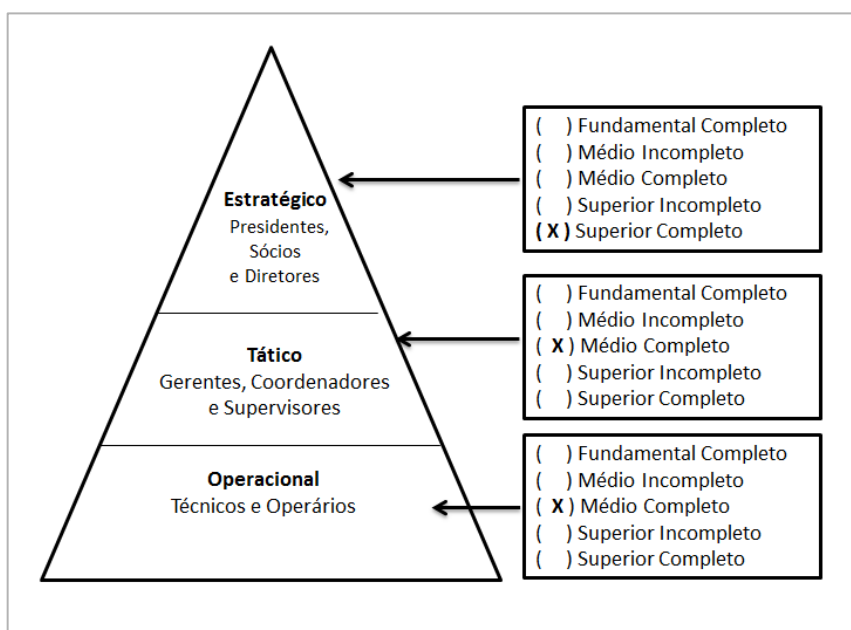 Estratégico
Presidentes,
Sócios
e Diretores
( ) Fundamental Completo
( ) Médio Incompleto
( ) Médio Completo
( ) Superior Incompleto
( X ) Superior Completo
Tático
Gerentes, Coordenadores
e Supervisores
( ) Fundamental Completo
( ) Médio Incompleto
( X ) Médio Completo
( ) Superior Incompleto
( ) Superior Completo
Operacional
Técnicos e Operários
( ) Fundamental Completo
( ) Médio Incompleto
( X ) Médio Completo
( ) Superior Incompleto
( ) Superior Completo